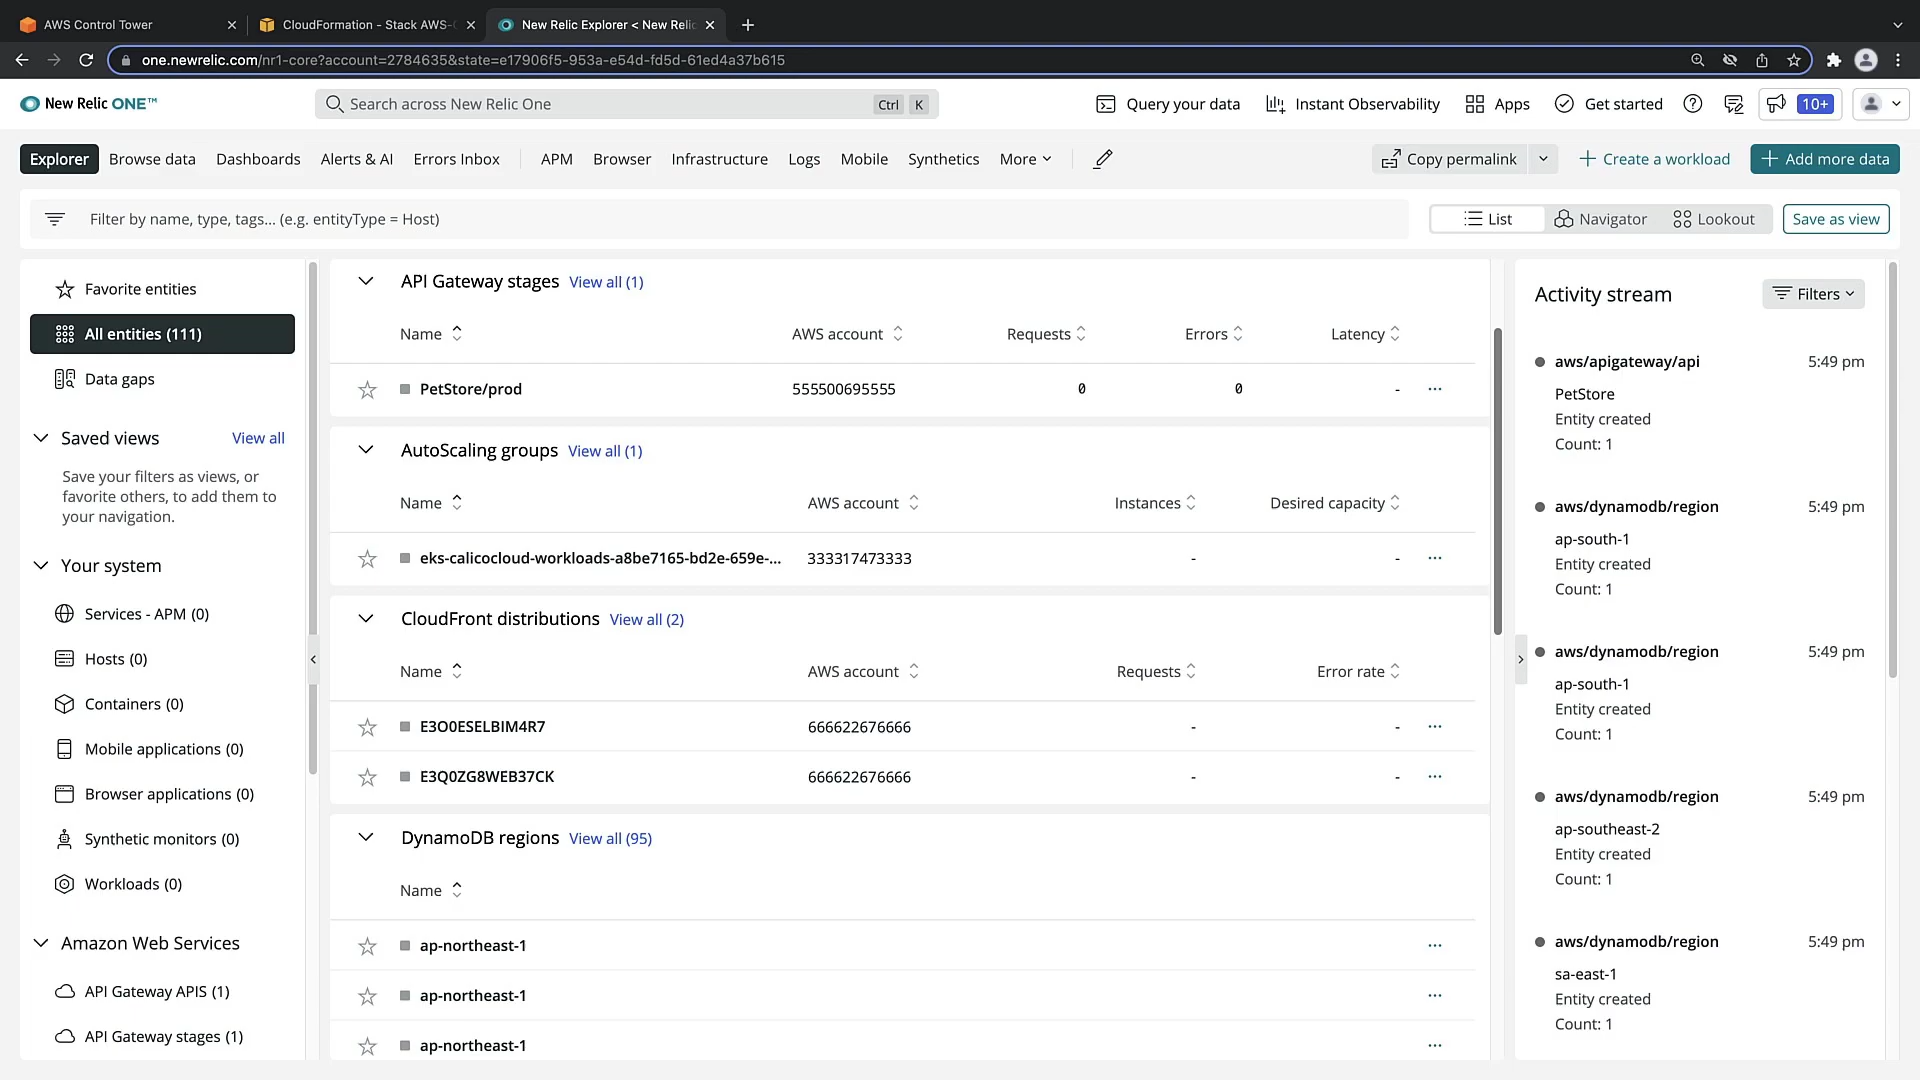 AWS Control Tower
CloudFormation - Stack AWS-
New Relic Explorer < New Relic
one.newrelic.com/nr1-core?account=2784635&state=e17906f5-953a-e54d-fd5d-61ed4a37b615
New Relic ONE™
Search across New Relic One
Ctrl K
Query your data
Instant Observability
Apps
Get started
10+
Explorer
Browse data
Dashboards
Alerts & AI
Errors Inbox
APM
Browser
Infrastructure
Logs
Mobile
Synthetics
More
Copy permalink
Create a workload
Add more data
Filter by name, type, tags... (e.g. entityType = Host)
List
Navigator
Lookout
Save as view
Favorite entities
All entities (111)
Data gaps
Saved views
View all
Save your filters as views, or
favorite others, to add them to
your navigation.
Your system
Services - APM (0)
Hosts (0)
Containers (0)
Mobile applications (0)
Browser applications (0)
Synthetic monitors (0)
Workloads (0)
Amazon Web Services
API Gateway APIS (1)
API Gateway stages (1)
API Gateway stages View all (1)
Name AWS account Requests Errors Latency
PetStore/prod 555500695555 0 0 -
AutoScaling groups View all (1)
Name AWS account Instances Desired capacity
eks-calicocloud-workloads-a8be7165-bd2e-659e-... 333317473333 - -
CloudFront distributions View all (2)
Name AWS account Requests Error rate
E3O0ESELBIM4R7 666622676666 - -
E3Q0ZG8WEB37CK 666622676666 - -
DynamoDB regions View all (95)
Name
ap-northeast-1
ap-northeast-1
ap-northeast-1
Activity stream
Filters
aws/apigateway/api 5:49 pm
PetStore
Entity created
Count: 1
aws/dynamodb/region 5:49 pm
ap-south-1
Entity created
Count: 1
aws/dynamodb/region 5:49 pm
ap-south-1
Entity created
Count: 1
aws/dynamodb/region 5:49 pm
ap-southeast-2
Entity created
Count: 1
aws/dynamodb/region 5:49 pm
sa-east-1
Entity created
Count: 1